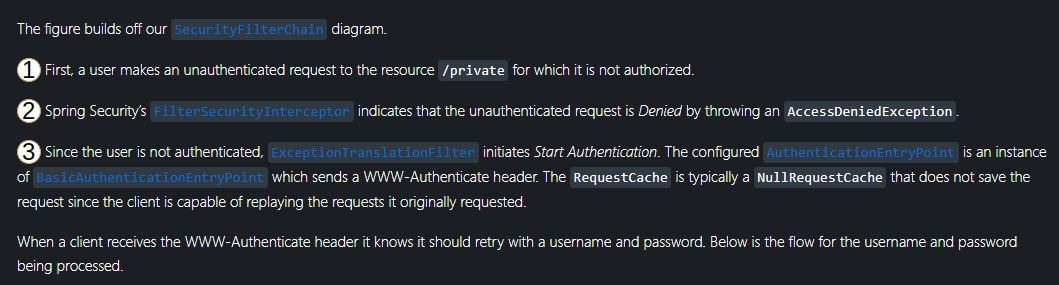 The figure builds off our SecurityFilterChain diagram.
1 First, a user makes an unauthenticated request to the resource /private for which it is not authorized.
2 Spring Security's FilterSecurityInterceptor indicates that the unauthenticated request is Denied by throwing an AccessDeniedException.
3 Since the user is not authenticated, ExceptionTranslationFilter initiates Start Authentication. The configured AuthenticationEntryPoint is an instance
of BasicAuthenticationEntryPoint which sends a WWW-Authenticate header. The RequestCache is typically a NullRequestCache that does not save the
request since the client is capable of replaying the requests it originally requested.
When a client receives the WWW-Authenticate header it knows it should retry with a username and password. Below is the flow for the username and password
being processed.